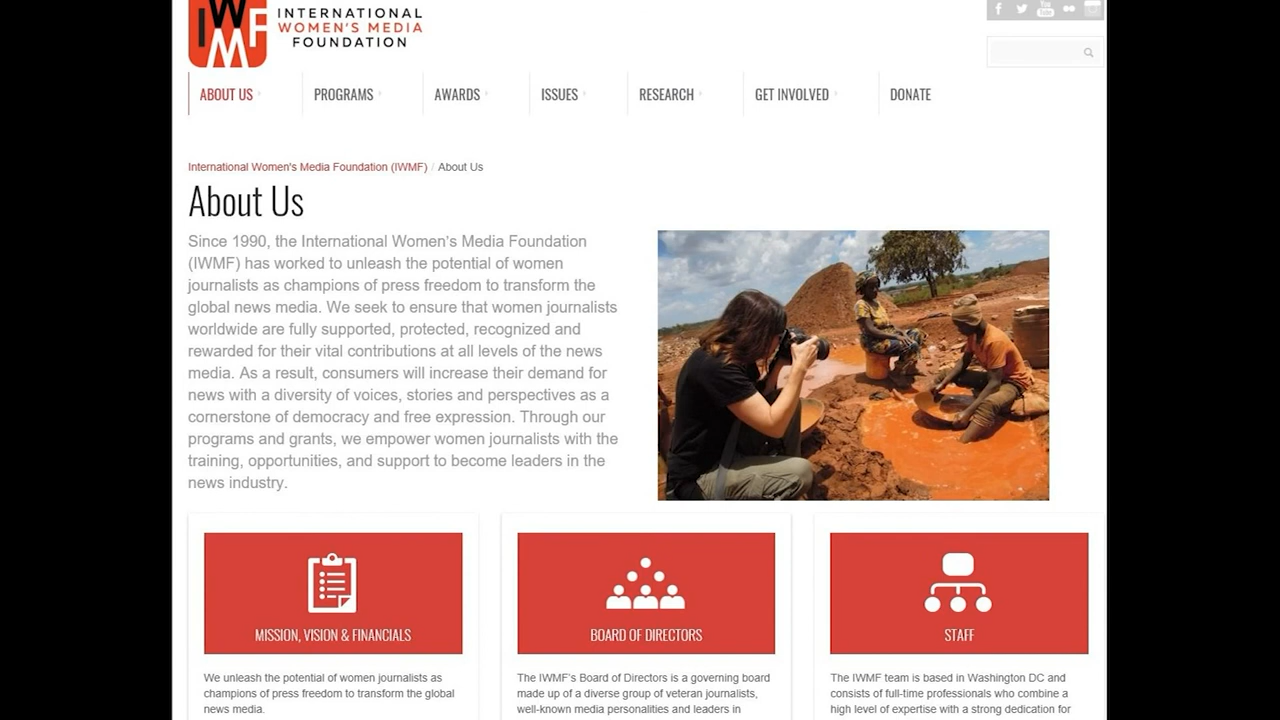 IWMF
INTERNATIONAL
WOMEN'S MEDIA
FOUNDATION
ABOUT US
PROGRAMS
AWARDS
ISSUES
RESEARCH
GET INVOLVED
DONATE
International Women's Media Foundation (IWMF) / About Us
About Us
Since 1990, the International Women's Media Foundation
(IWMF) has worked to unleash the potential of women
journalists as champions of press freedom to transform the
global news media. We seek to ensure that women journalists
worldwide are fully supported, protected, recognized and
rewarded for their vital contributions at all levels of the news
media. As a result, consumers will increase their demand for
news with a diversity of voices, stories and perspectives as a
cornerstone of democracy and free expression. Through our
programs and grants, we empower women journalists with the
training, opportunities, and support to become leaders in the
news industry.
MISSION, VISION & FINANCIALS
We unleash the potential of women journalists as
champions of press freedom to transform the global
news media.
BOARD OF DIRECTORS
The IWMF's Board of Directors is a governing board
made up of a diverse group of veteran journalists,
well-known media personalities and leaders in
STAFF
The IWMF team is based in Washington DC and
consists of full-time professionals who combine a
high level of expertise with a strong dedication for